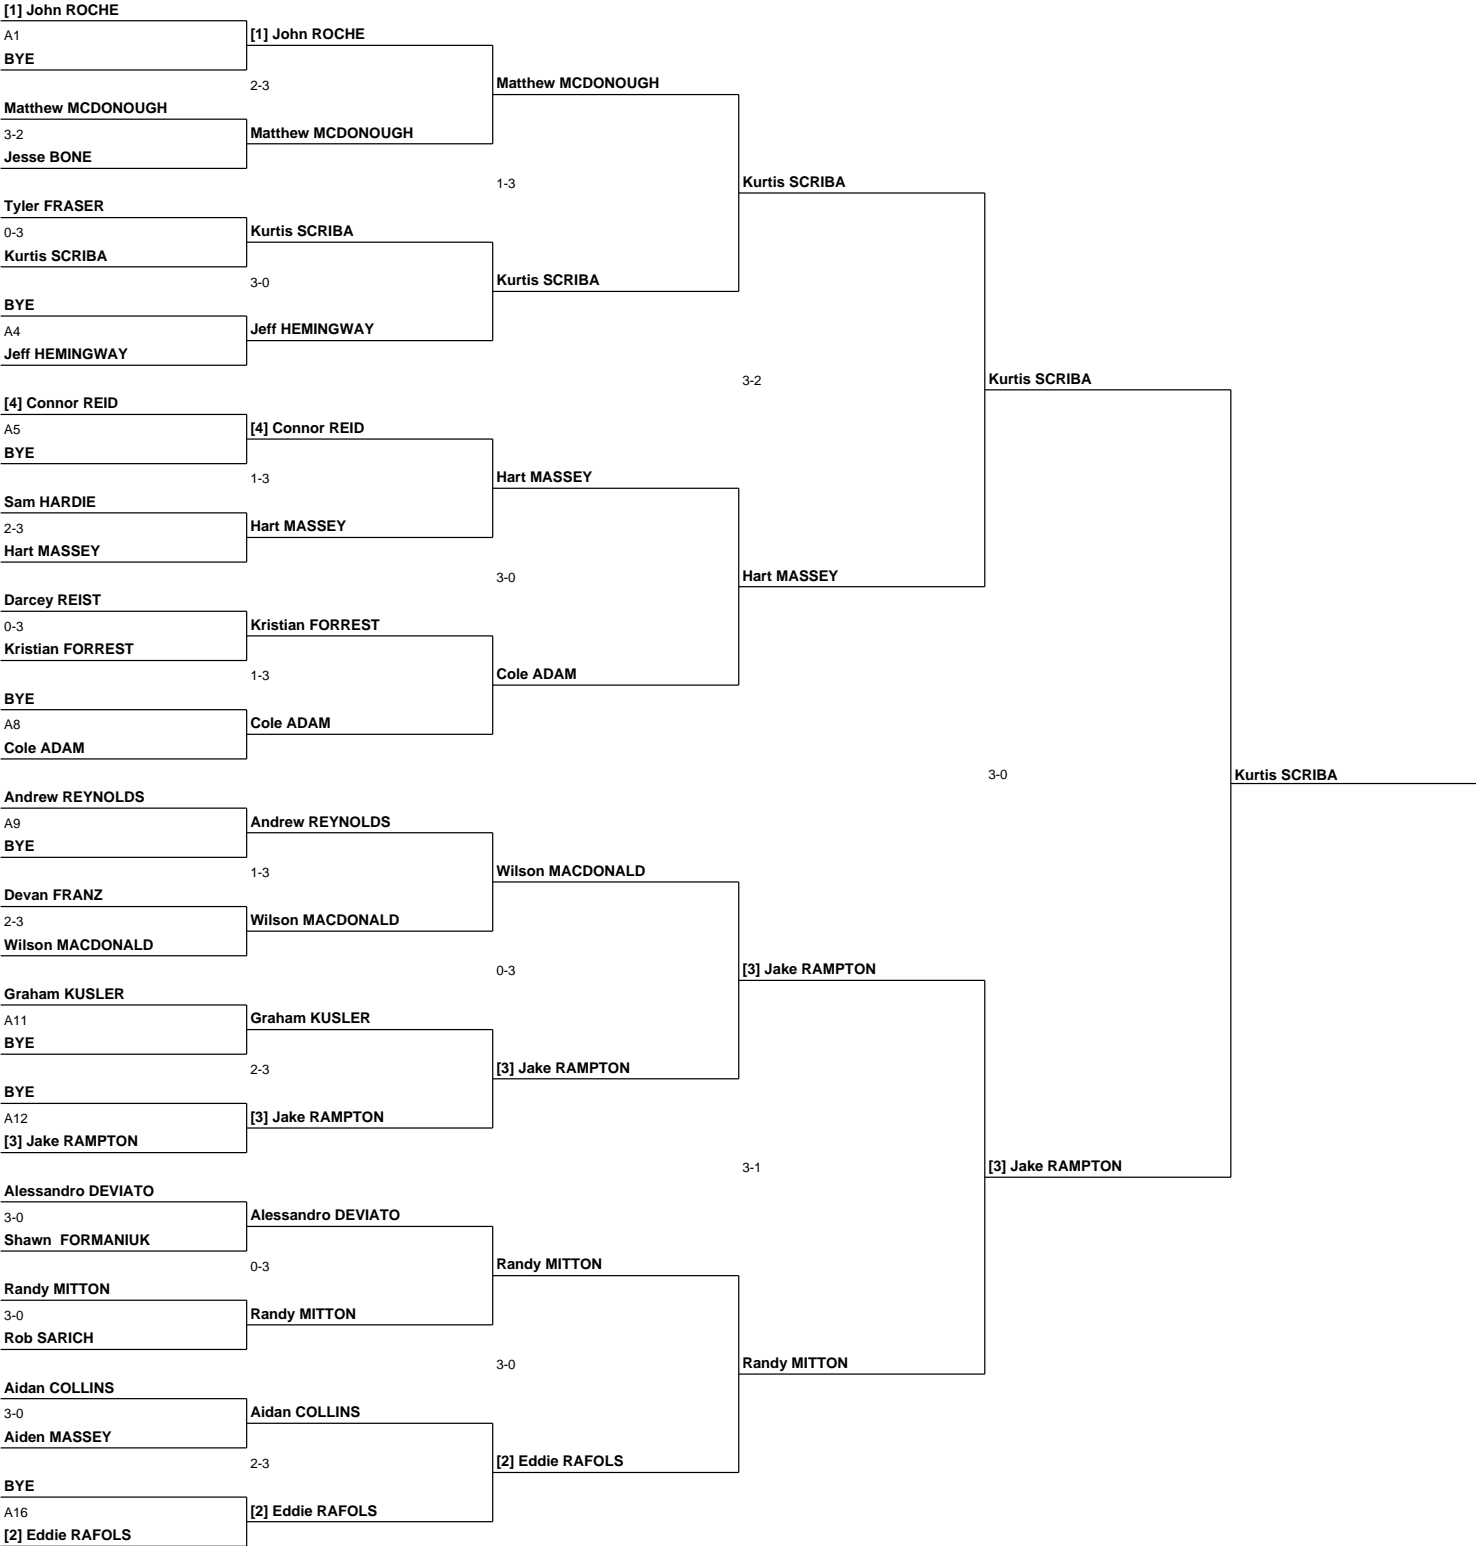 [1] John ROCHE
A1
BYE
Matthew MCDONOUGH
3-2
Jesse BONE
Tyler FRASER
0-3
Kurtis SCRIBA
BYE
A4
Jeff HEMINGWAY
[4] Connor REID
A5
BYE
Sam HARDIE
2-3
Hart MASSEY
Darcey REIST
0-3
Kristian FORREST
BYE
A8
Cole ADAM
Andrew REYNOLDS
A9
BYE
Devan FRANZ
2-3
Wilson MACDONALD
Graham KUSLER
A11
BYE
BYE
A12
[3] Jake RAMPTON
Alessandro DEVIATO
3-0
Shawn  FORMANIUK
Randy MITTON
3-0
Rob SARICH
Aidan COLLINS
3-0
Aiden MASSEY
BYE
A16
[2] Eddie RAFOLS
[1] John ROCHE
2-3
Matthew MCDONOUGH
Kurtis SCRIBA
3-0
Jeff HEMINGWAY
[4] Connor REID
1-3
Hart MASSEY
Kristian FORREST
1-3
Cole ADAM
Andrew REYNOLDS
1-3
Wilson MACDONALD
Graham KUSLER
2-3
[3] Jake RAMPTON
Alessandro DEVIATO
0-3
Randy MITTON
Aidan COLLINS
2-3
[2] Eddie RAFOLS
Matthew MCDONOUGH
1-3
Kurtis SCRIBA
Hart MASSEY
3-0
Cole ADAM
Wilson MACDONALD
0-3
[3] Jake RAMPTON
Randy MITTON
3-0
[2] Eddie RAFOLS
Kurtis SCRIBA
3-2
Hart MASSEY
[3] Jake RAMPTON
3-1
Randy MITTON
Kurtis SCRIBA
3-0
[3] Jake RAMPTON
Kurtis SCRIBA